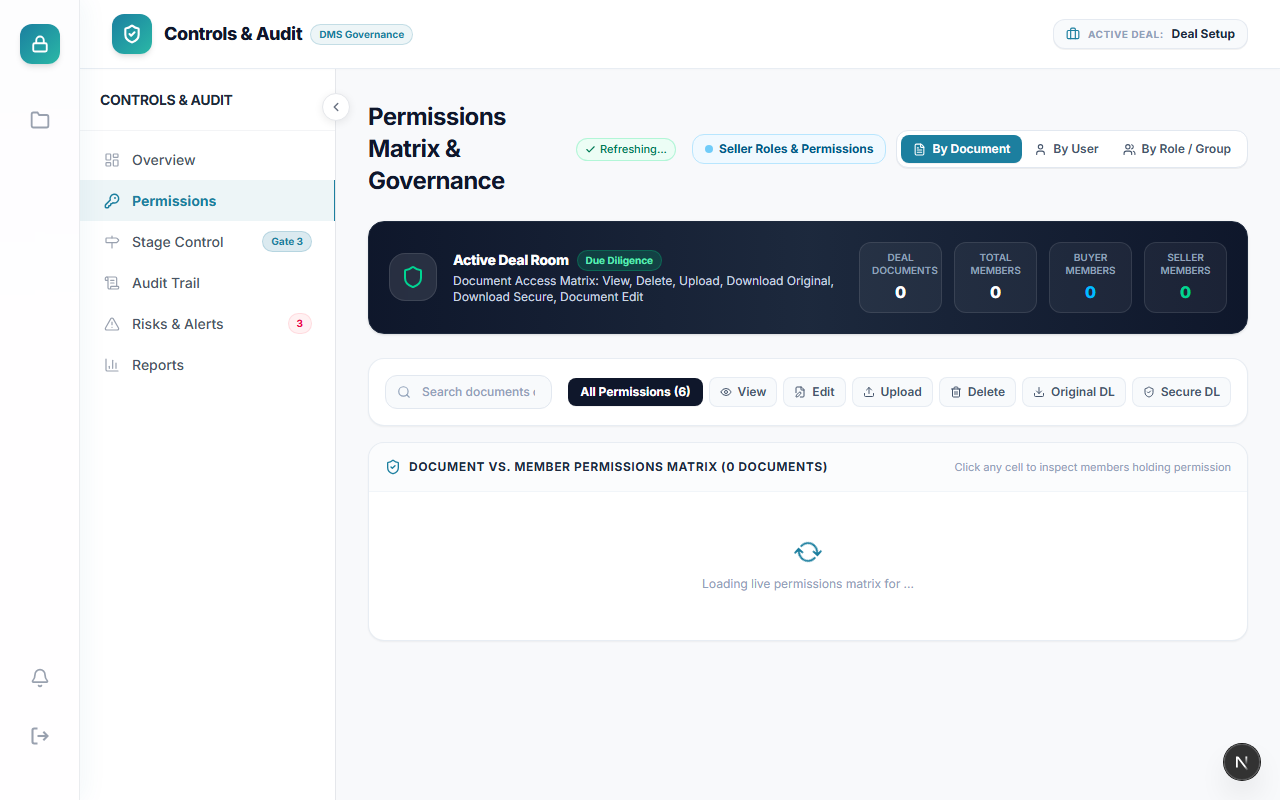 Controls & Audit
DMS Governance
ACTIVE DEAL: Deal Setup
CONTROLS & AUDIT
Overview
Permissions
Stage Control
Gate 3
Audit Trail
Risks & Alerts
3
Reports
Permissions
Matrix &
Governance
Refreshing...
Seller Roles & Permissions
By Document
By User
By Role / Group
Active Deal Room
Due Diligence
Document Access Matrix: View, Delete, Upload, Download Original,
Download Secure, Document Edit
DEAL
DOCUMENTS
0
TOTAL
MEMBERS
0
BUYER
MEMBERS
0
SELLER
MEMBERS
0
Search documents
All Permissions (6)
View
Edit
Upload
Delete
Original DL
Secure DL
DOCUMENT VS. MEMBER PERMISSIONS MATRIX (0 DOCUMENTS)
Click any cell to inspect members holding permission
Loading live permissions matrix for ...
N